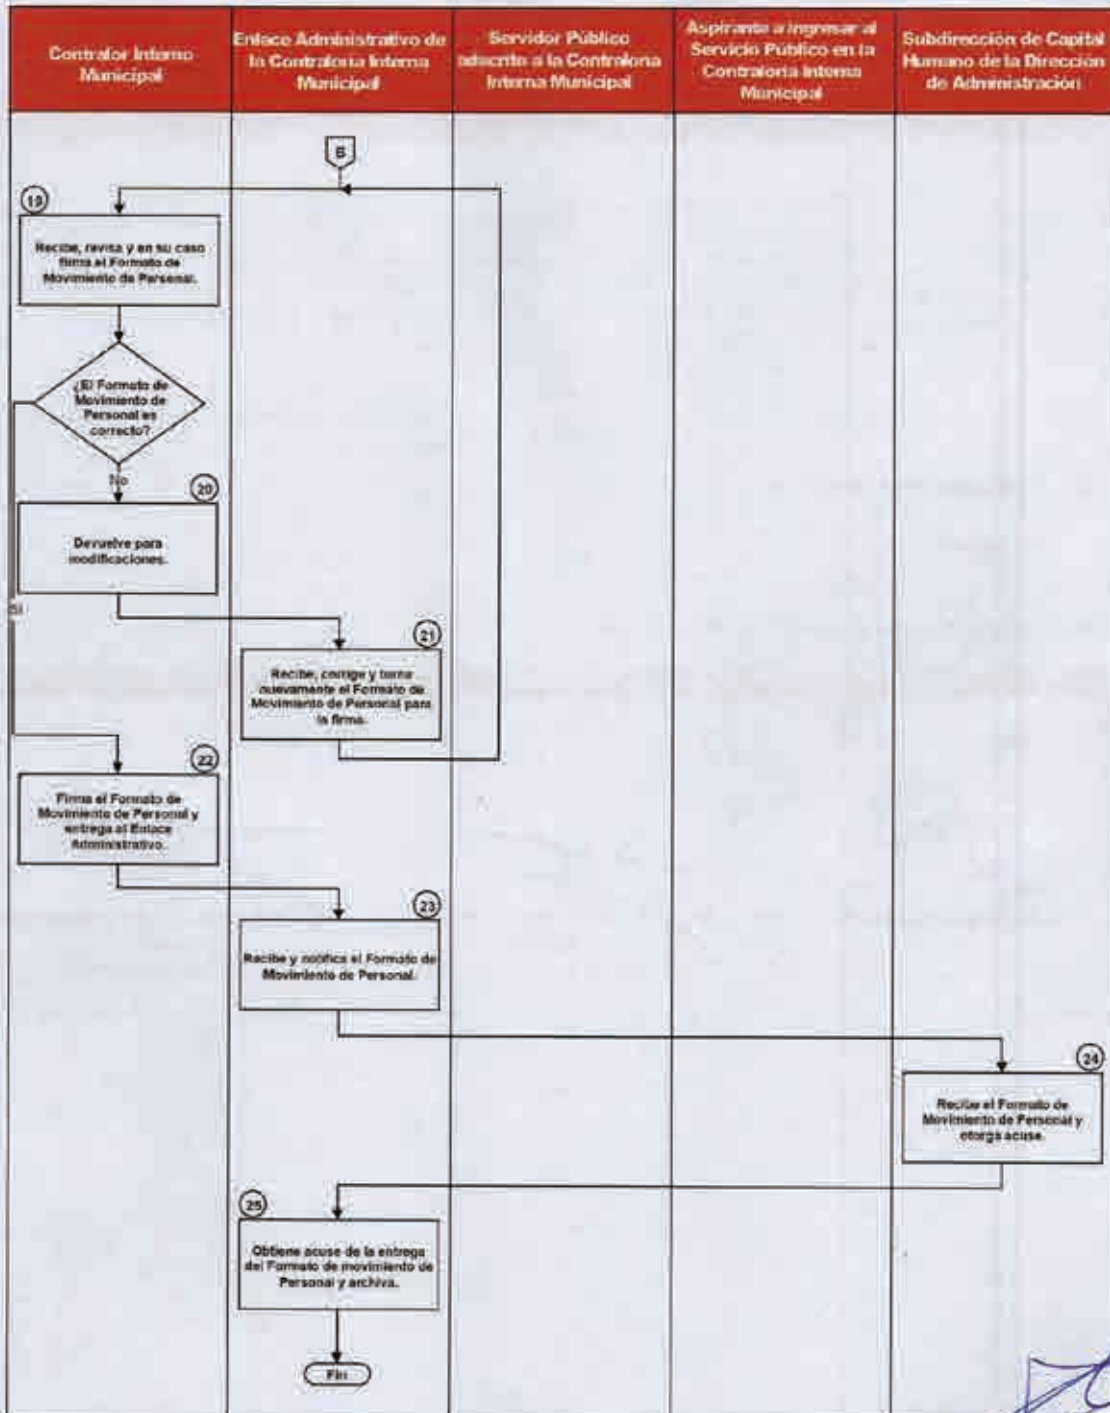 Contralor Interno
Municipal
Enlace Administrativo de
la Contraloría Interna
Municipal
Servidor Público
adscrito a la Contraloría
Interna Municipal
Aspirante a ingresar al
Servicio Público en la
Contraloría Interna
Municipal
Subdirección de Capital
Humano de la Dirección
de Administración
B
19
Recibe, revisa y en su caso
firma el Formato de
Movimiento de Personal.
¿El Formato de
Movimiento de
Personal es
correcto?
No
20
Devuelve para
modificaciones.
Si
21
Recibe, corrige y turna
nuevamente el Formato de
Movimiento de Personal para
la firma.
22
Firma el Formato de
Movimiento de Personal y
entrega al Enlace
Administrativo.
23
Recibe y notifica el Formato de
Movimiento de Personal.
24
Recibe el Formato de
Movimiento de Personal y
otorga acuse.
25
Obtiene acuse de la entrega
del Formato de movimiento de
Personal y archiva.
Fin